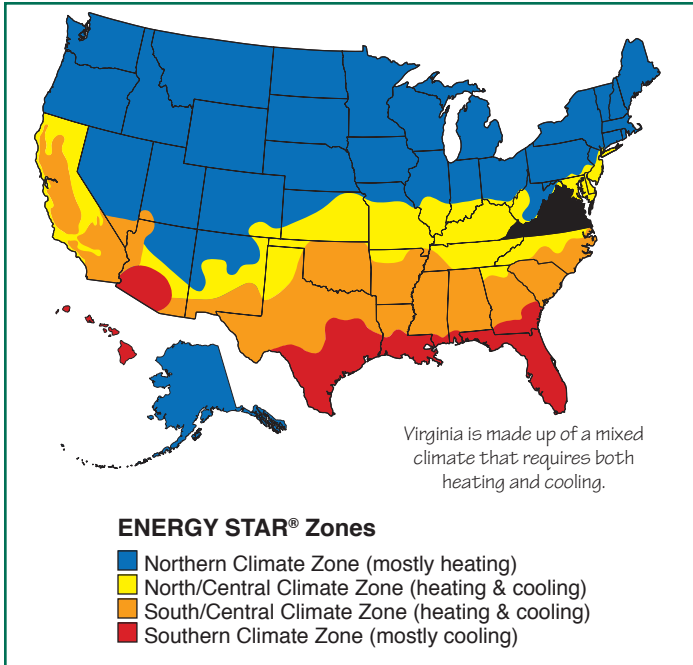 Virginia is made up of a mixed
climate that requires both
heating and cooling.
ENERGY STAR® Zones
Northern Climate Zone (mostly heating)
North/Central Climate Zone (heating & cooling)
South/Central Climate Zone (heating & cooling)
Southern Climate Zone (mostly cooling)